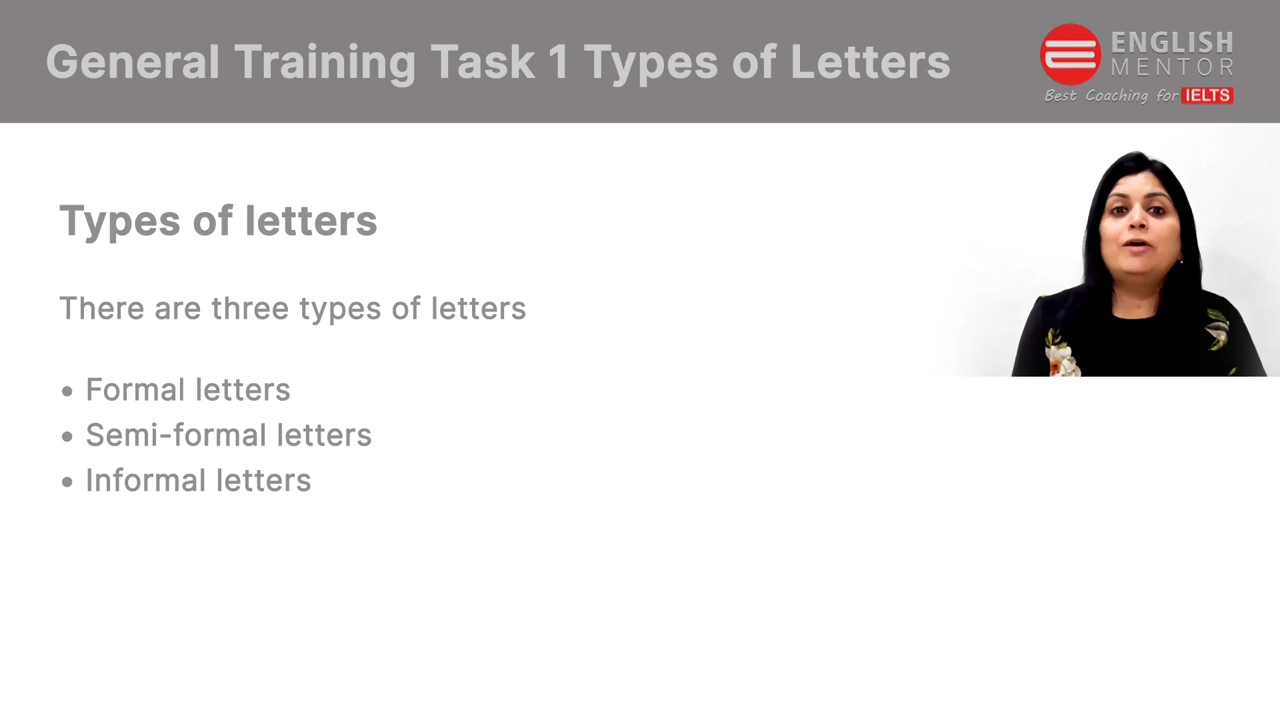 General Training Task 1 Types of Letters
ENGLISH
MENTOR
Best Coaching for IELTS
Types of letters
There are three types of letters
• Formal letters
• Semi-formal letters
• Informal letters